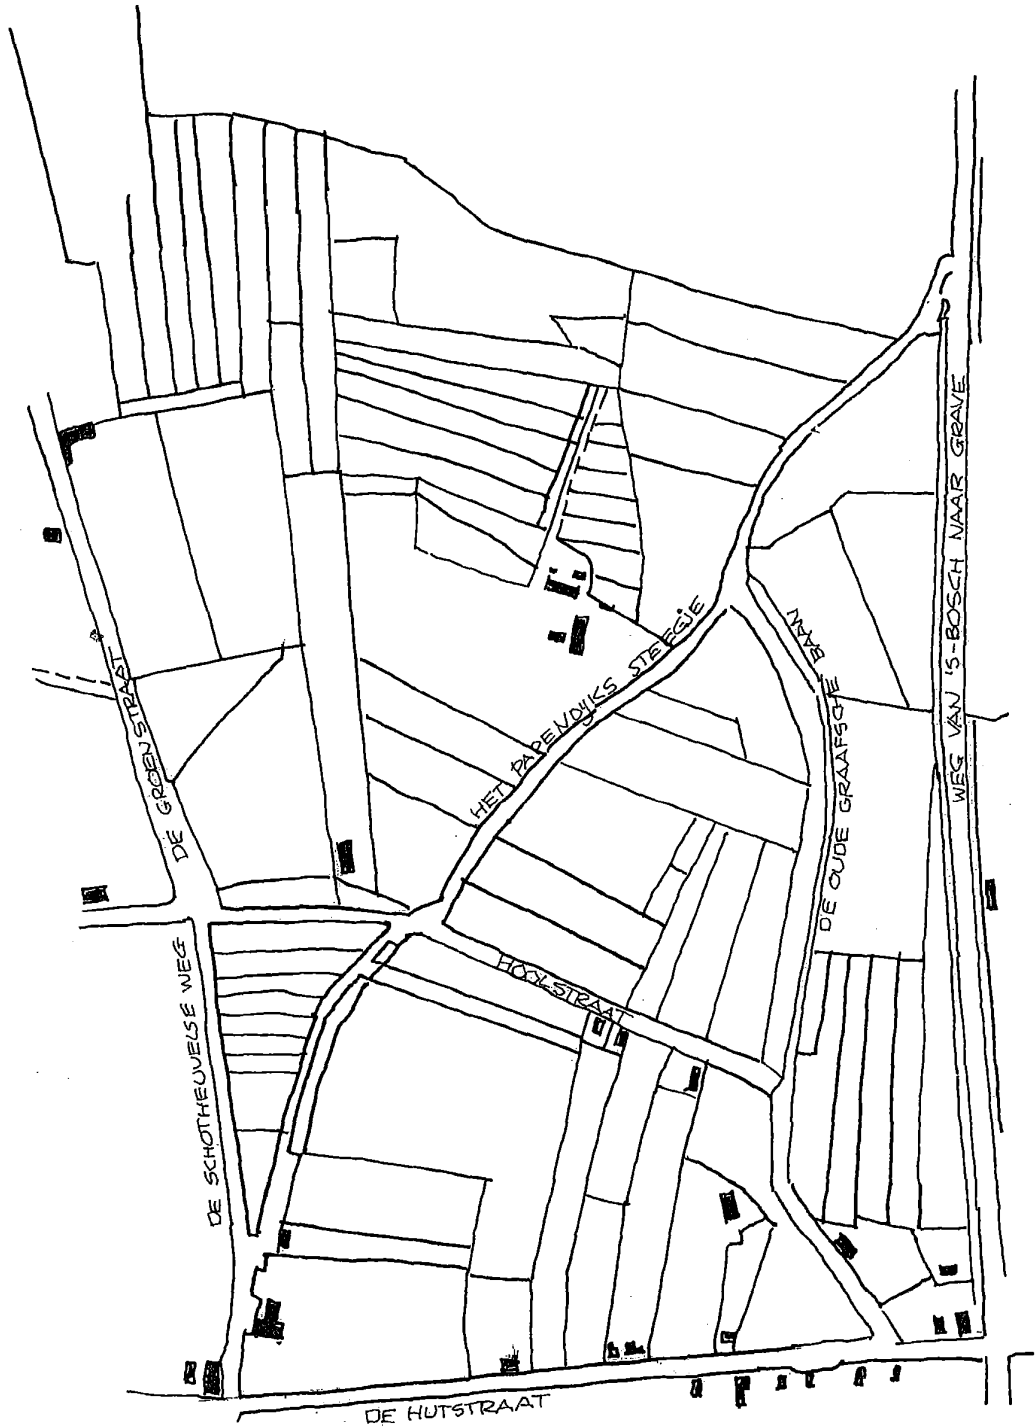 WEG VAN 'S-BOSCH NAAR GRAVE
HET PAPENDIJKS STEEGJE
DE OUDE GRAAFSCHE BAAN
DE GROENSTRAAT
HOOLSTRAAT
DE SCHOTHEUVELSE WEG
DE HUTSTRAAT